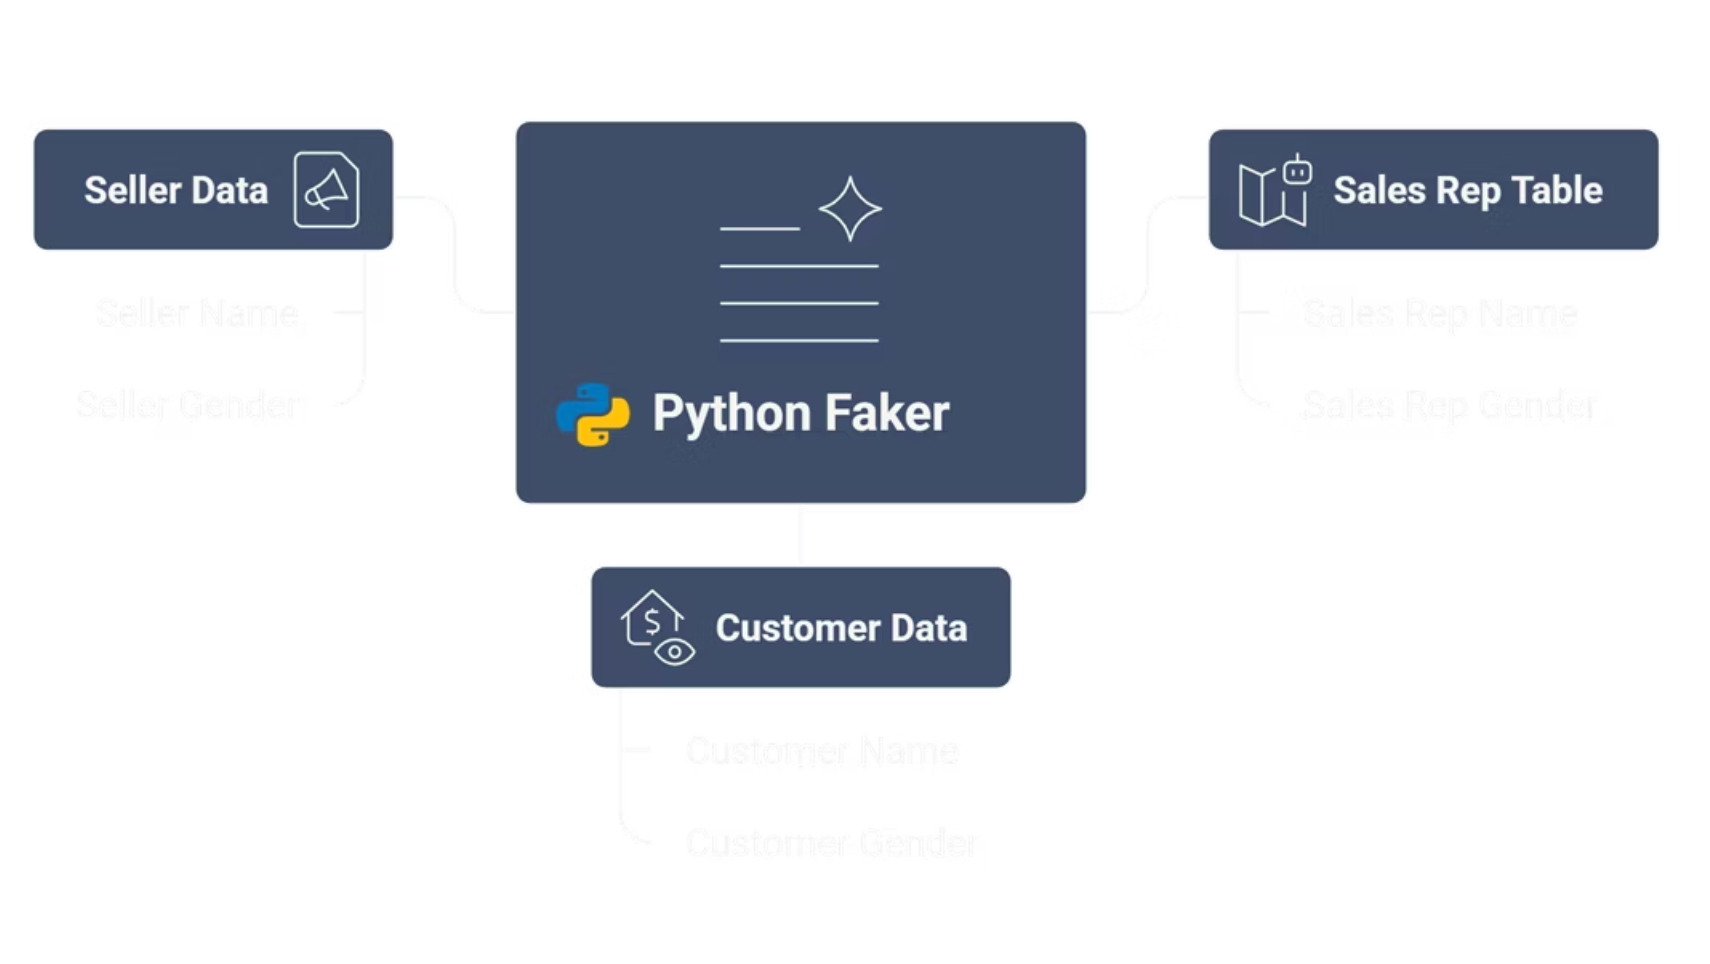 Seller Data
Seller Name
Seller Gender
Python Faker
Sales Rep Table
Sales Rep Name
Sales Rep Gender
Customer Data
Customer Name
Customer Gender